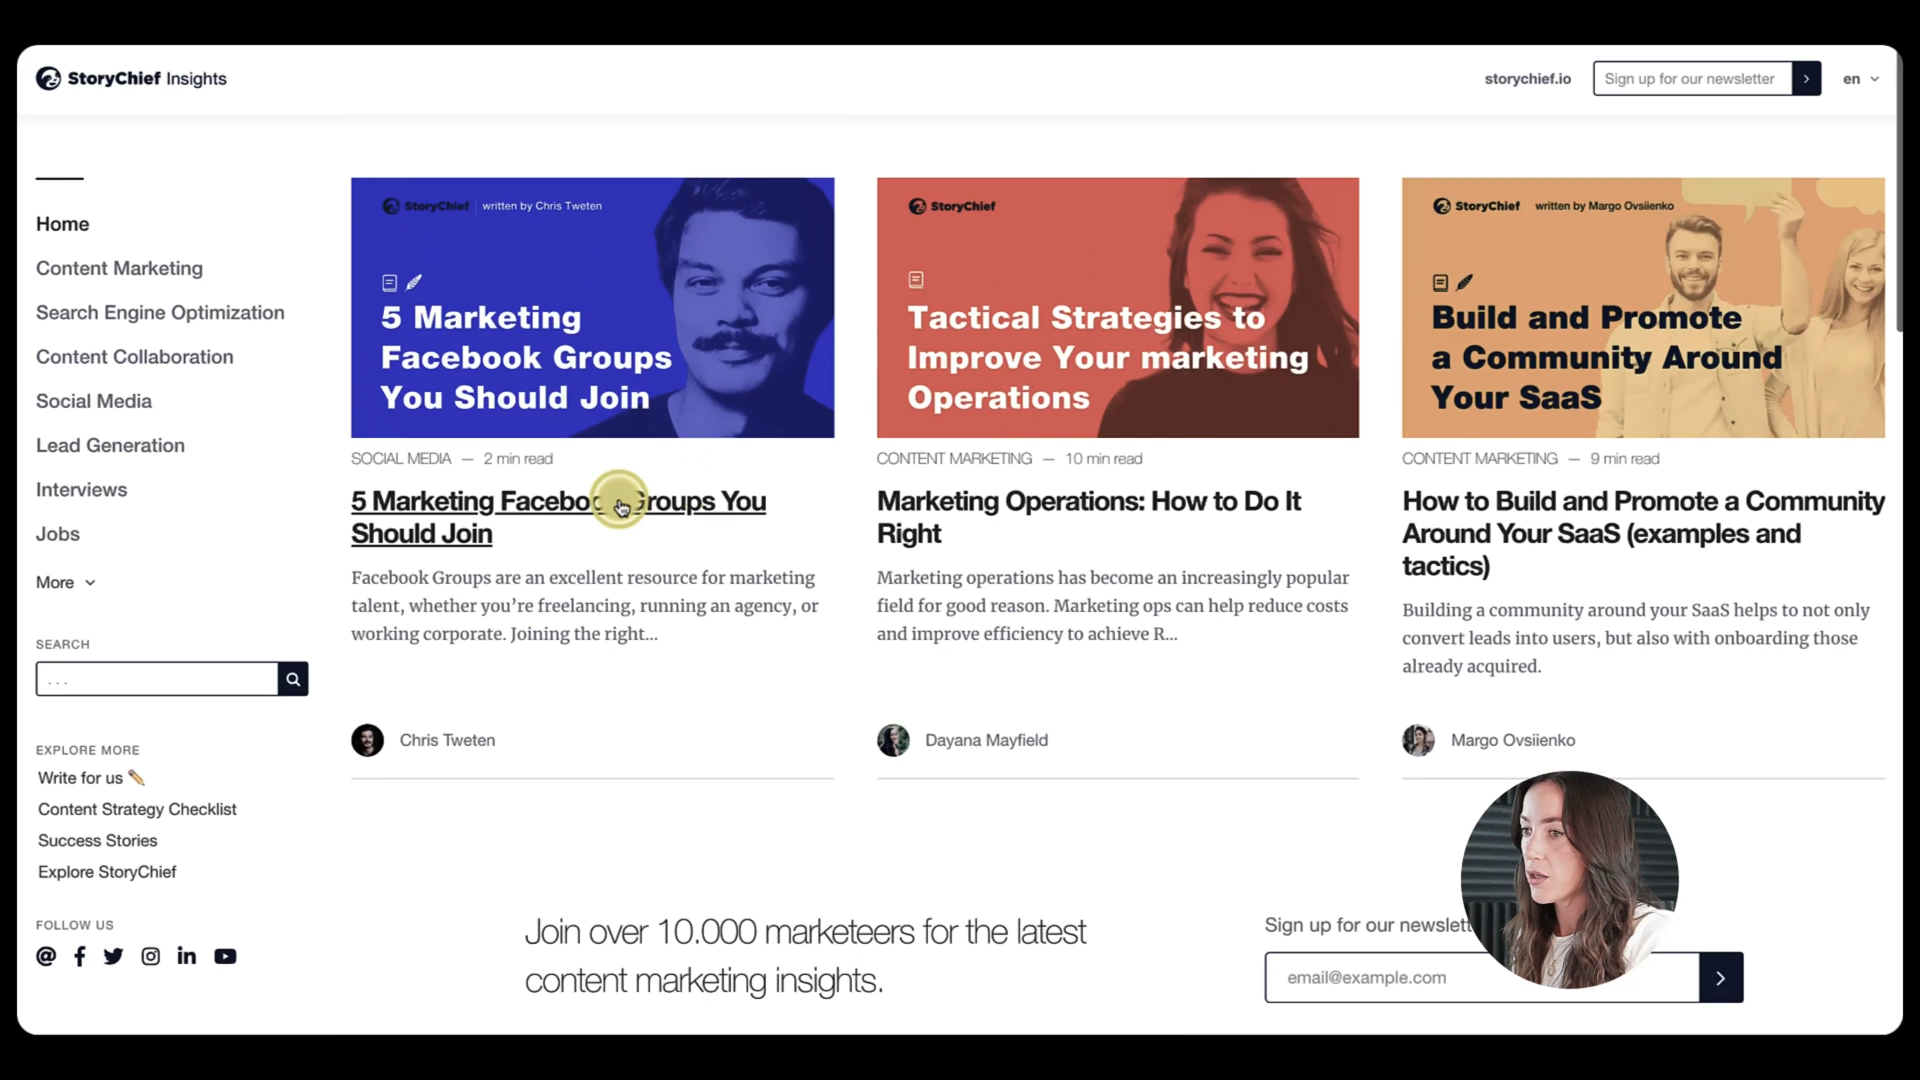 StoryChief Insights
storychief.io
Sign up for our newsletter
en
Home
Content Marketing
Search Engine Optimization
Content Collaboration
Social Media
Lead Generation
Interviews
Jobs
More
SEARCH
. . .
EXPLORE MORE
Write for us ✏️
Content Strategy Checklist
Success Stories
Explore StoryChief
FOLLOW US
StoryChief written by Chris Tweten
5 Marketing
Facebook Groups
You Should Join
SOCIAL MEDIA — 2 min read
5 Marketing Facebook Groups You
Should Join
Facebook Groups are an excellent resource for marketing
talent, whether you’re freelancing, running an agency, or
working corporate. Joining the right...
Chris Tweten
StoryChief
Tactical Strategies to
Improve Your marketing
Operations
CONTENT MARKETING — 10 min read
Marketing Operations: How to Do It
Right
Marketing operations has become an increasingly popular
field for good reason. Marketing ops can help reduce costs
and improve efficiency to achieve R...
Dayana Mayfield
StoryChief written by Margo Ovsiienko
Build and Promote
a Community Around
Your SaaS
CONTENT MARKETING — 9 min read
How to Build and Promote a Community
Around Your SaaS (examples and
tactics)
Building a community around your SaaS helps to not only
convert leads into users, but also with onboarding those
already acquired.
Margo Ovsiienko
Join over 10.000 marketeers for the latest
content marketing insights.
Sign up for our newslett
email@example.com